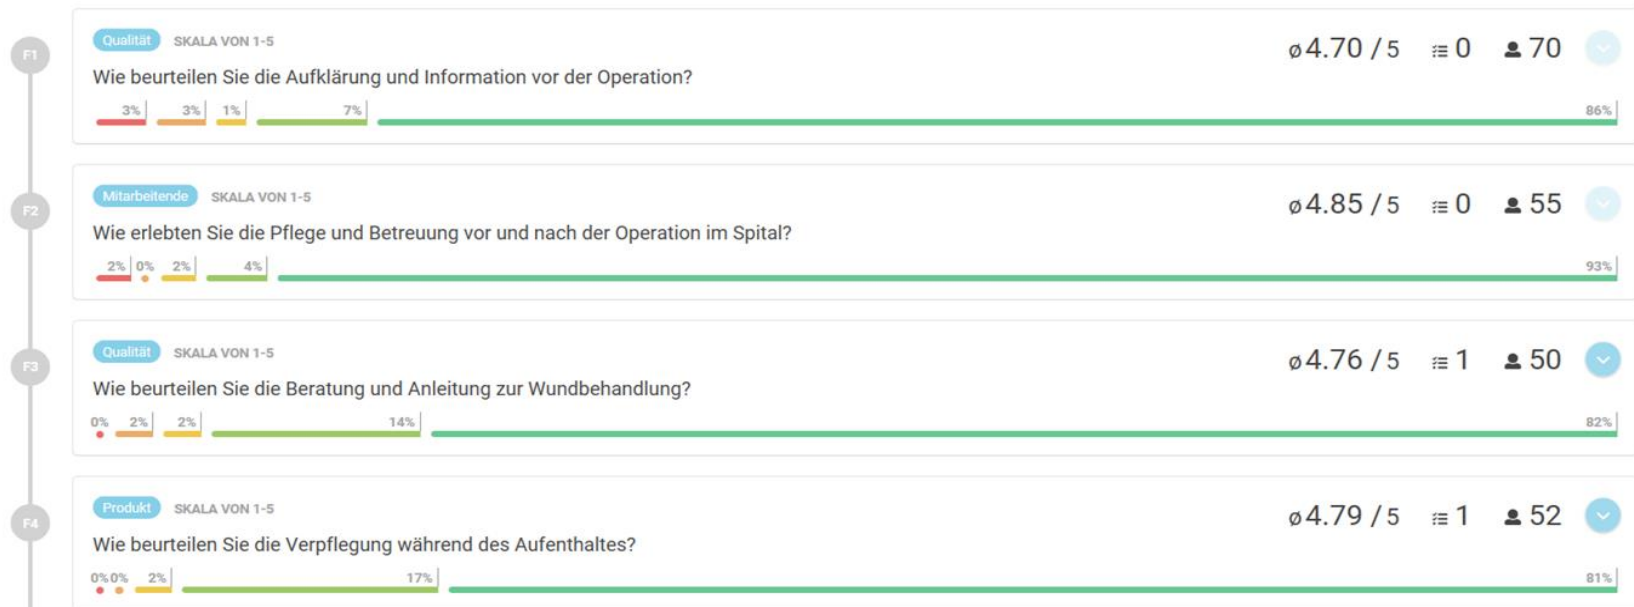 F1
Qualität SKALA VON 1-5
ø4.70 / 5 0 70
Wie beurteilen Sie die Aufklärung und Information vor der Operation?
3% 3% 1% 7% 86%
F2
Mitarbeitende SKALA VON 1-5
ø4.85 / 5 0 55
Wie erlebten Sie die Pflege und Betreuung vor und nach der Operation im Spital?
2% 0% 2% 4% 93%
F3
Qualität SKALA VON 1-5
ø4.76 / 5 1 50
Wie beurteilen Sie die Beratung und Anleitung zur Wundbehandlung?
0% 2% 2% 14% 82%
F4
Produkt SKALA VON 1-5
ø4.79 / 5 1 52
Wie beurteilen Sie die Verpflegung während des Aufenthaltes?
0% 0% 2% 17% 81%